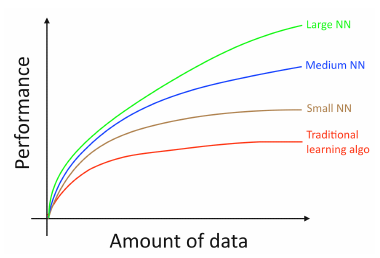 Large NN
Medium NN
Small NN
Traditional
learning algo
Performance
Amount of data